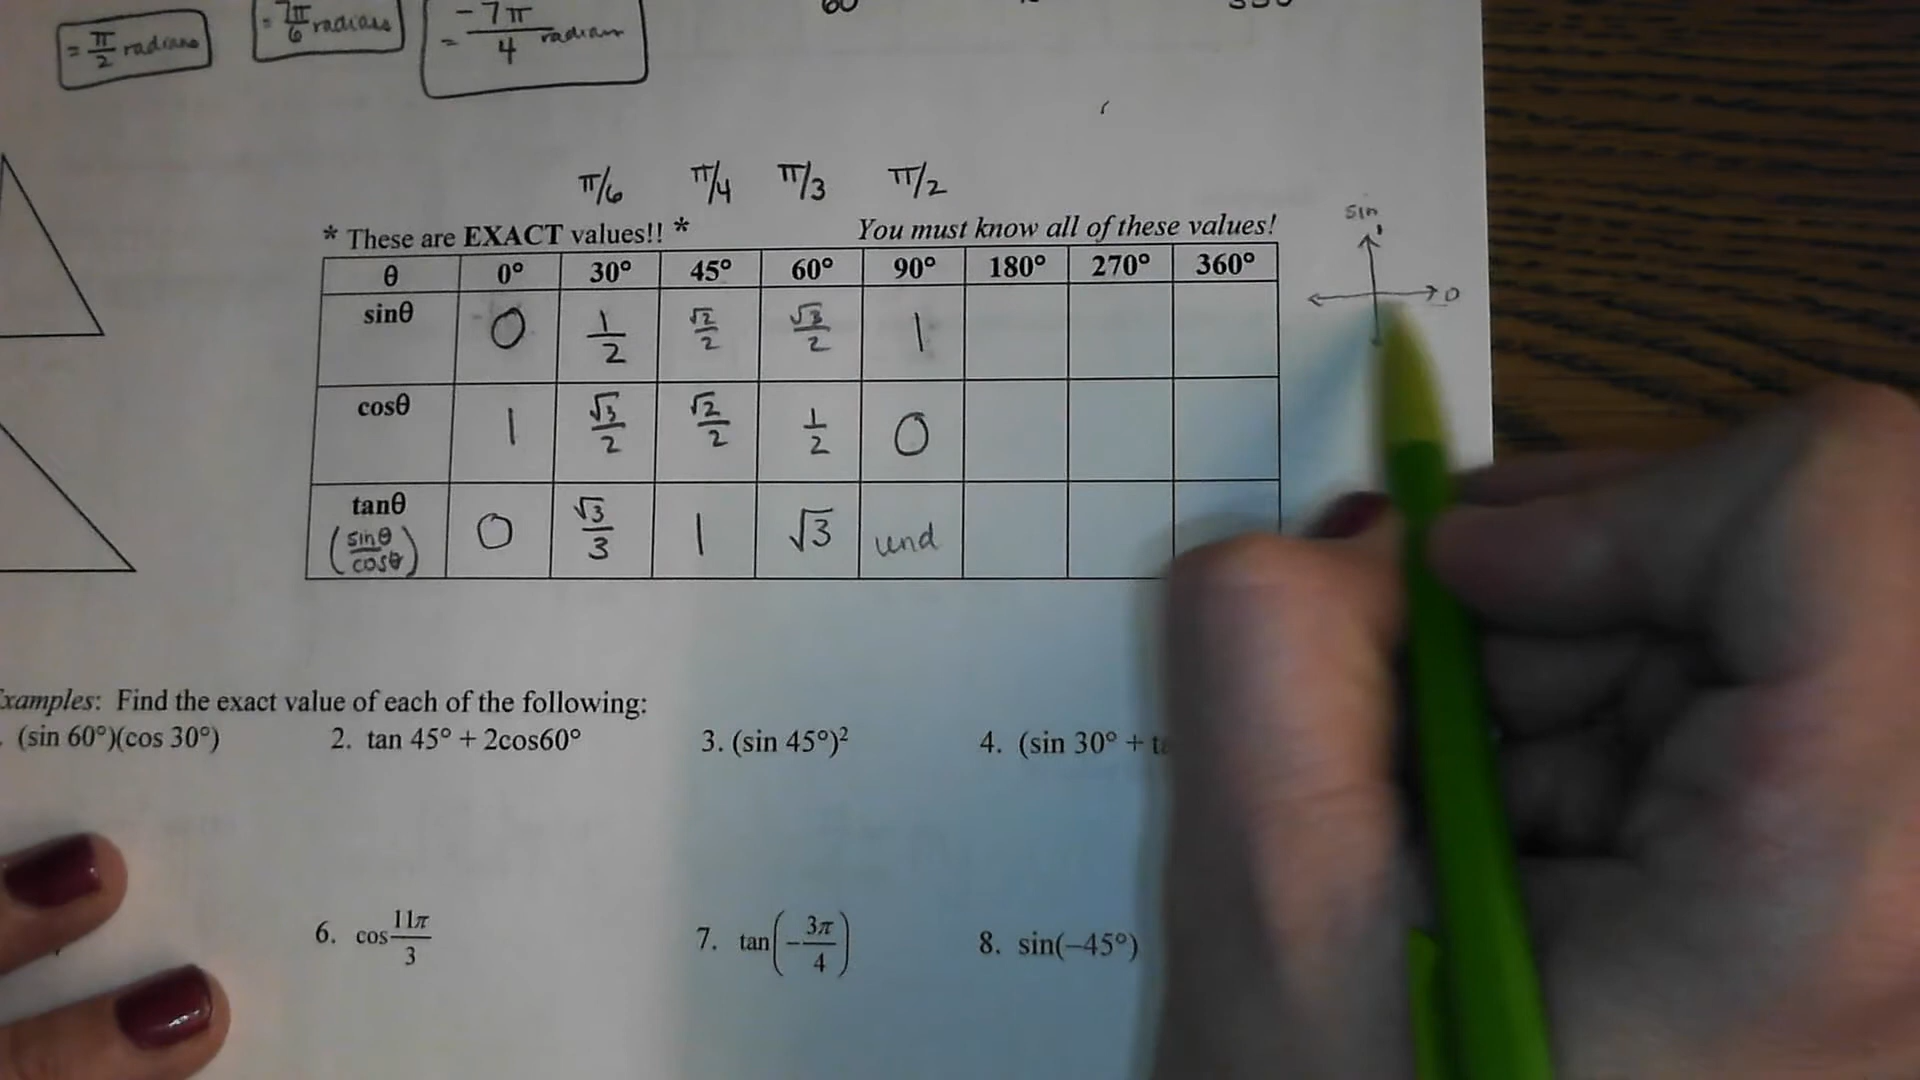 = π/2 radians
= 7π/6 radians
= -7π/4 radians
π/6 π/4 π/3 π/2
* These are EXACT values!! * You must know all of these values!
θ 0° 30° 45° 60° 90° 180° 270° 360°
sinθ 0 1/2 √2/2 √3/2 1
cosθ 1 √3/2 √2/2 1/2 0
tanθ (sinθ/cosθ) 0 √3/3 1 √3 und
sin
1
0
Find the exact value of each of the following:
(sin 60°)(cos 30°) 2. tan 45° + 2cos60° 3. (sin 45°)² 4. (sin 30° +
6. cos 11π/3 7. tan(-3π/4) 8. sin(–45°)